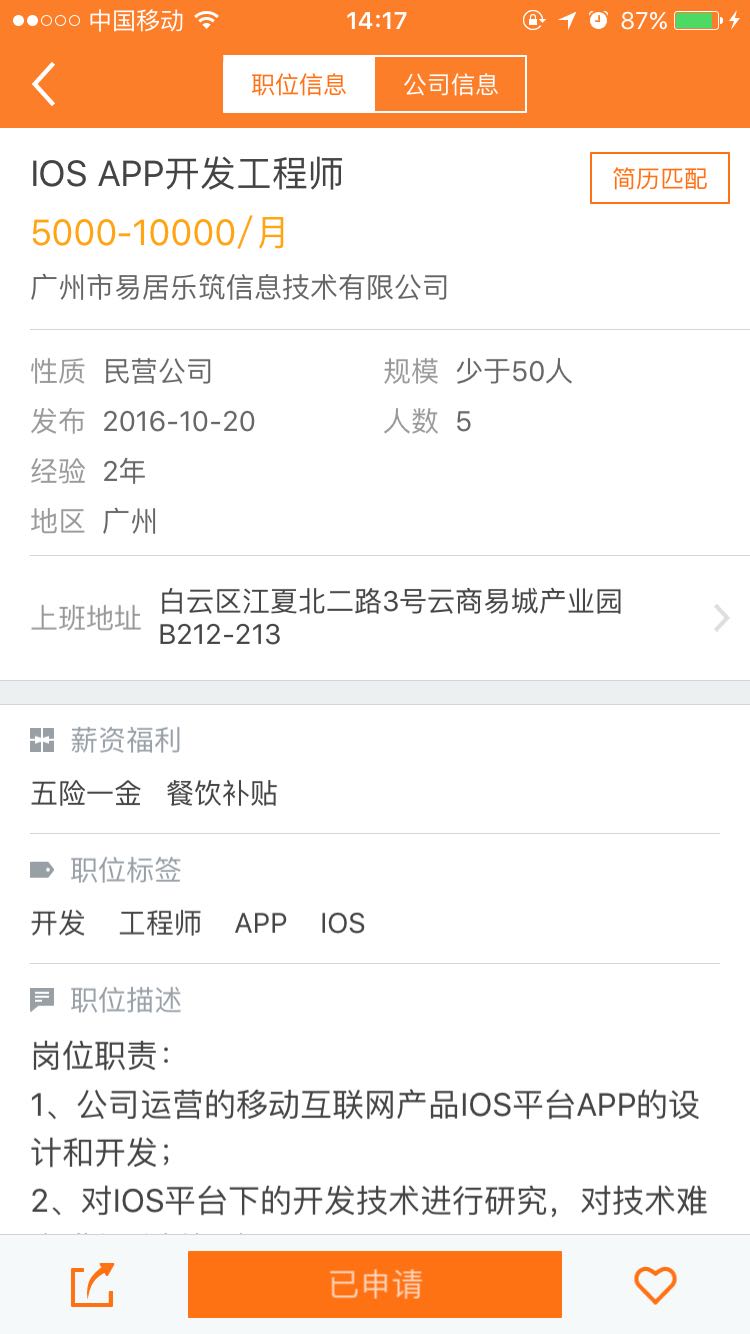 中国移动 14:17 87%
职位信息 公司信息
IOS APP开发工程师 简历匹配
5000-10000/月
广州市易居乐筑信息技术有限公司
性质 民营公司 规模 少于50人
发布 2016-10-20 人数 5
经验 2年
地区 广州
上班地址 白云区江夏北二路3号云商易城产业园
B212-213
薪资福利
五险一金 餐饮补贴
职位标签
开发 工程师 APP IOS
职位描述
岗位职责：
1、公司运营的移动互联网产品IOS平台APP的设
计和开发；
2、对IOS平台下的开发技术进行研究，对技术难
已申请